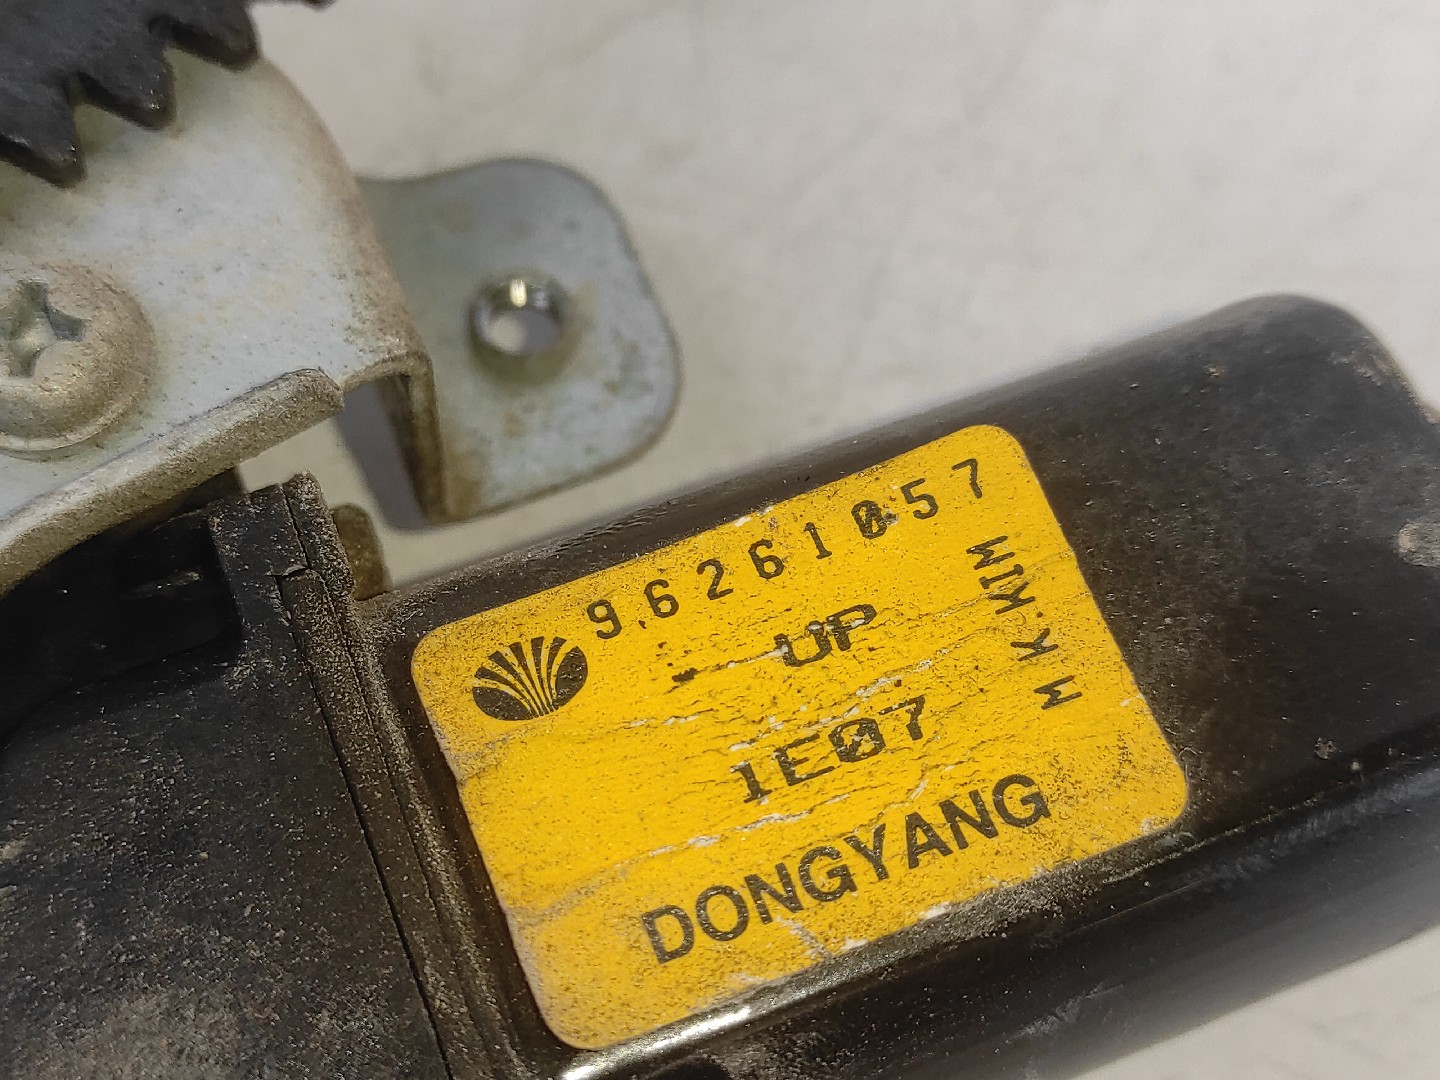 96261057
UP
1E07
DONGYANG
M K.KIM